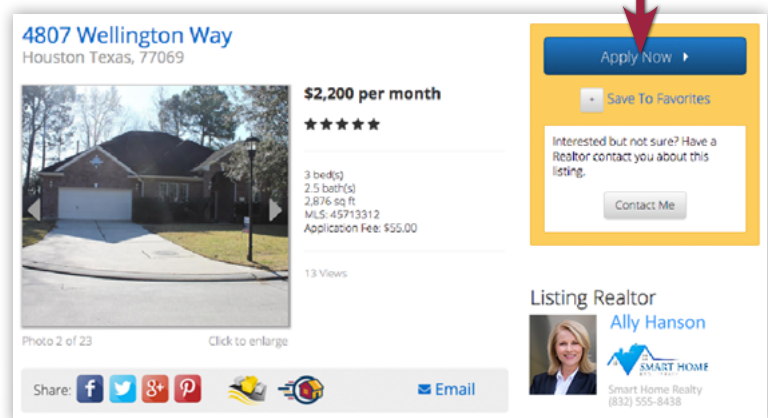 4807 Wellington Way
Houston Texas, 77069
$2,200 per month
3 bed(s)
2.5 bath(s)
2,876 sq ft
MLS: 45713312
Application Fee: $55.00
13 Views
Photo 2 of 23
Click to enlarge
Share:
f
8+
Email
Apply Now
+ Save To Favorites
Interested but not sure? Have a
Realtor contact you about this
listing.
Contact Me
Listing Realtor
Ally Hanson
SMART HOME
Smart Home Realty
(832) 555-8438